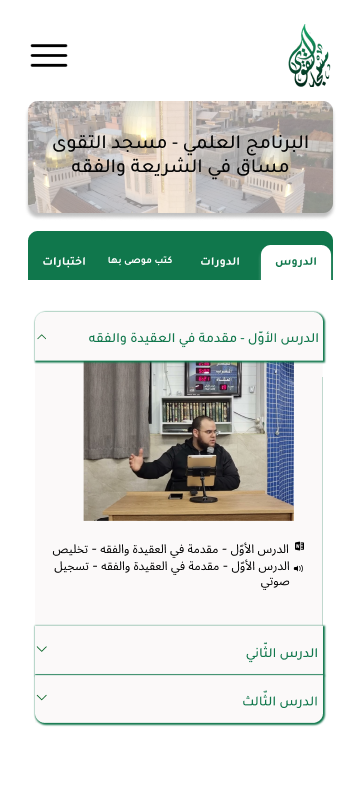 البرنامج العلمي - مسجد التقوى
مساق في الشريعة والفقه
الدروس
الدورات
كتب موصى بها
اختبارات
الدرس الأوّل - مقدمة في العقيدة والفقه
الدرس الأوّل - مقدمة في العقيدة والفقه - تخليص
الدرس الأوّل - مقدمة في العقيدة والفقه - تسجيل
صوتي
الدرس الثّاني
الدرس الثّالث